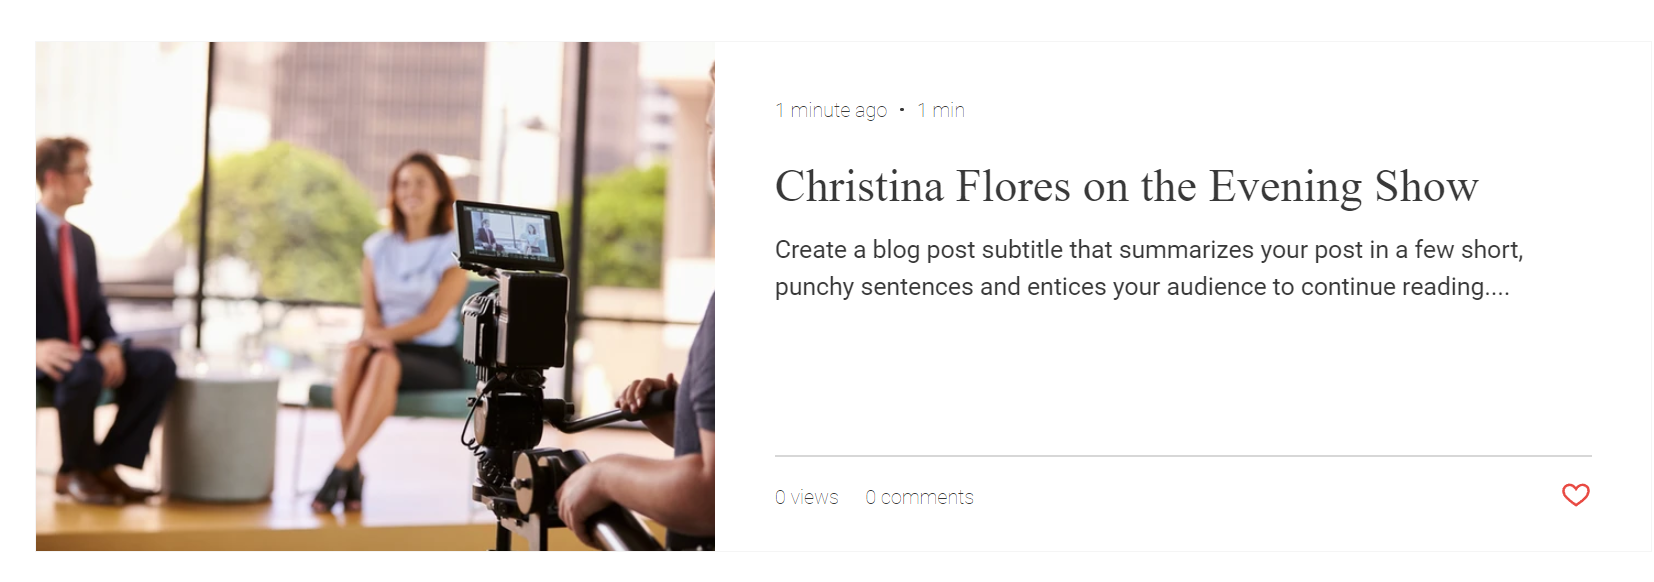 1 minute ago • 1 min
Christina Flores on the Evening Show
Create a blog post subtitle that summarizes your post in a few short,
punchy sentences and entices your audience to continue reading....
0 views 0 comments